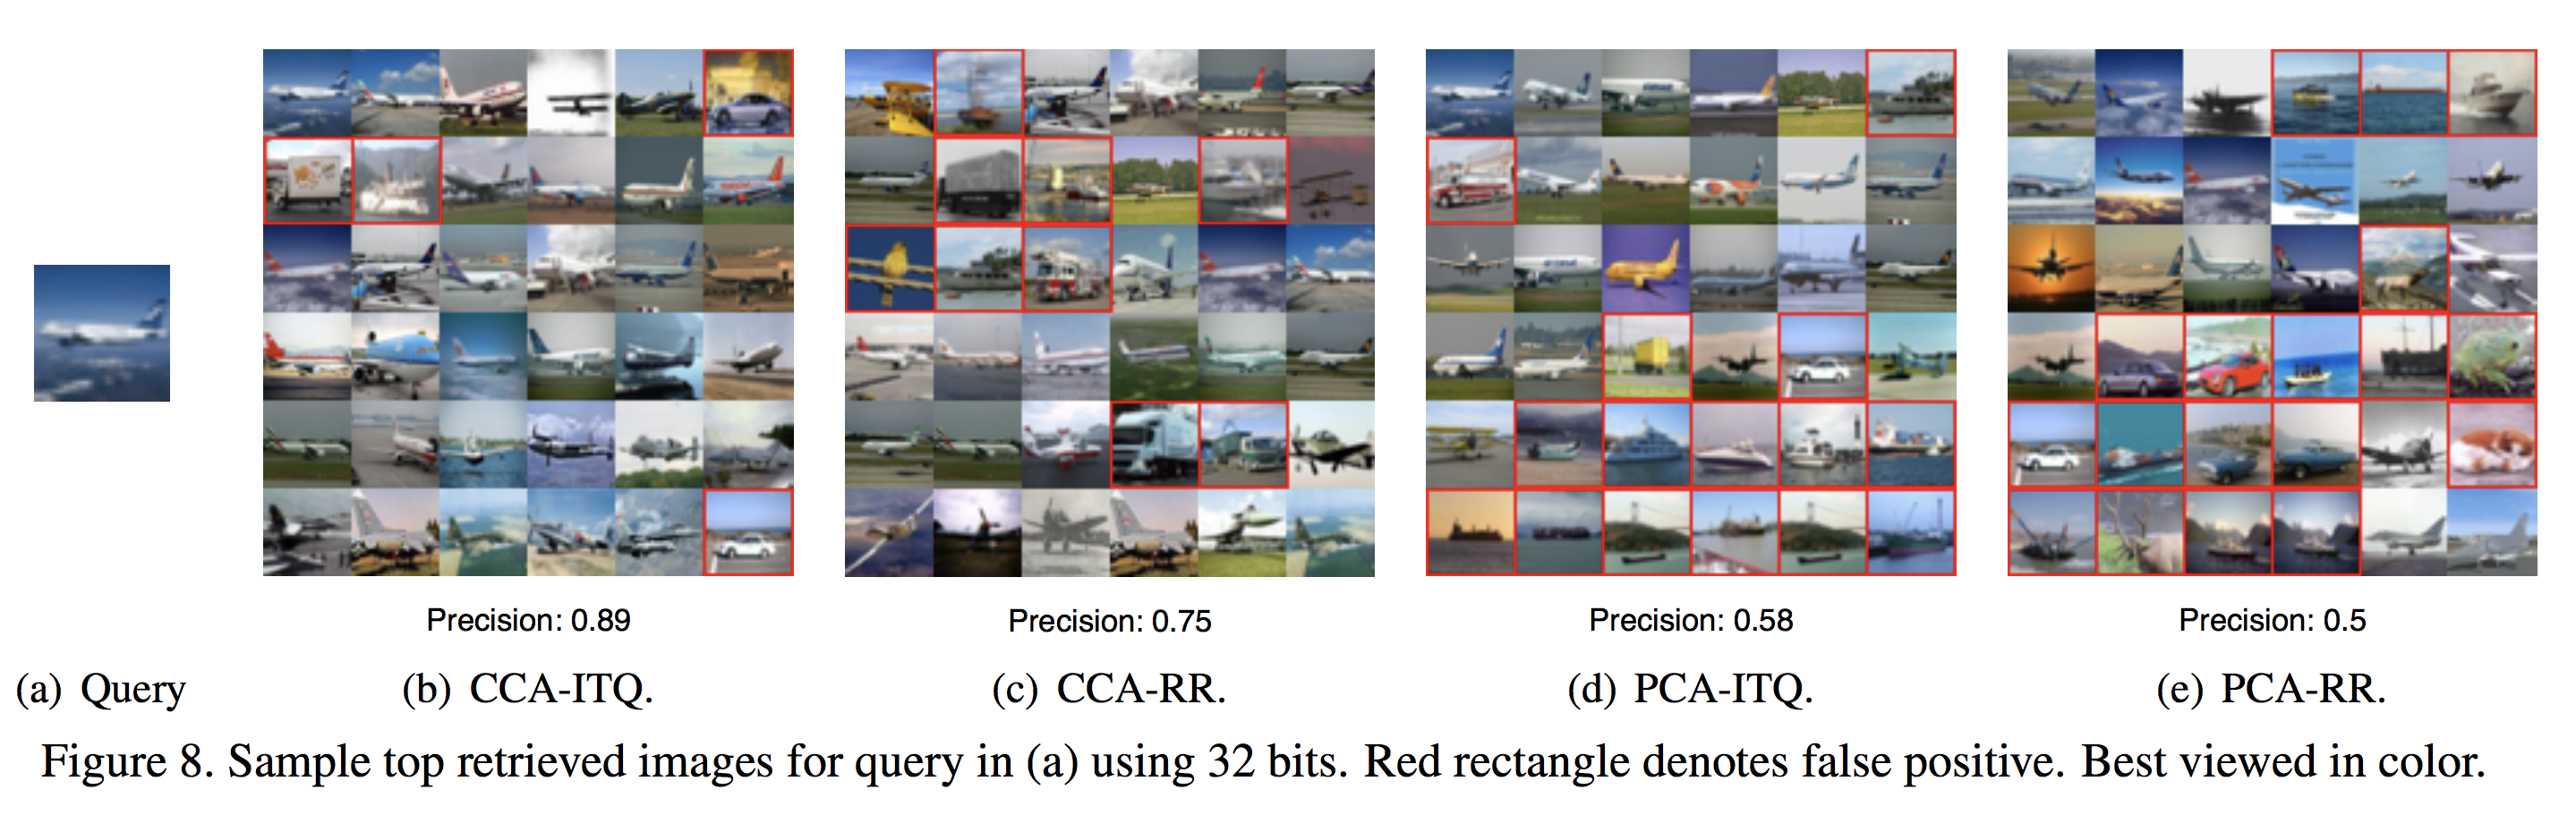 Precision: 0.89
Precision: 0.75
Precision: 0.58
Precision: 0.5
(a) Query
(b) CCA-ITQ.
(c) CCA-RR.
(d) PCA-ITQ.
(e) PCA-RR.
Figure 8. Sample top retrieved images for query in (a) using 32 bits. Red rectangle denotes false positive. Best viewed in color.